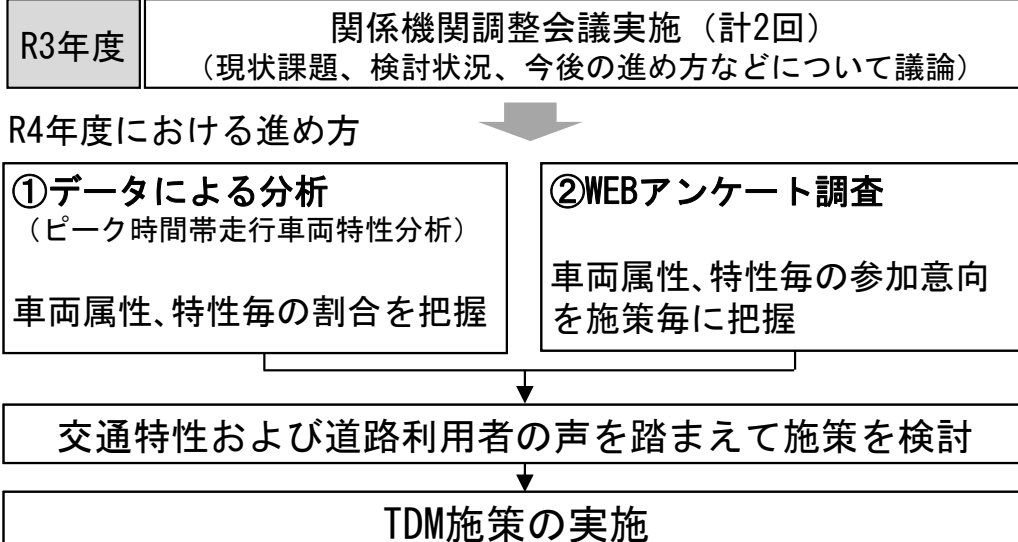 R3年度
関係機関調整会議実施（計2回）
（現状課題、検討状況、今後の進め方などについて議論）
R4年度における進め方
①データによる分析
（ピーク時間帯走行車両特性分析）
車両属性、特性毎の割合を把握
②WEBアンケート調査
車両属性、特性毎の参加意向
を施策毎に把握
交通特性および道路利用者の声を踏まえて施策を検討
TDM施策の実施